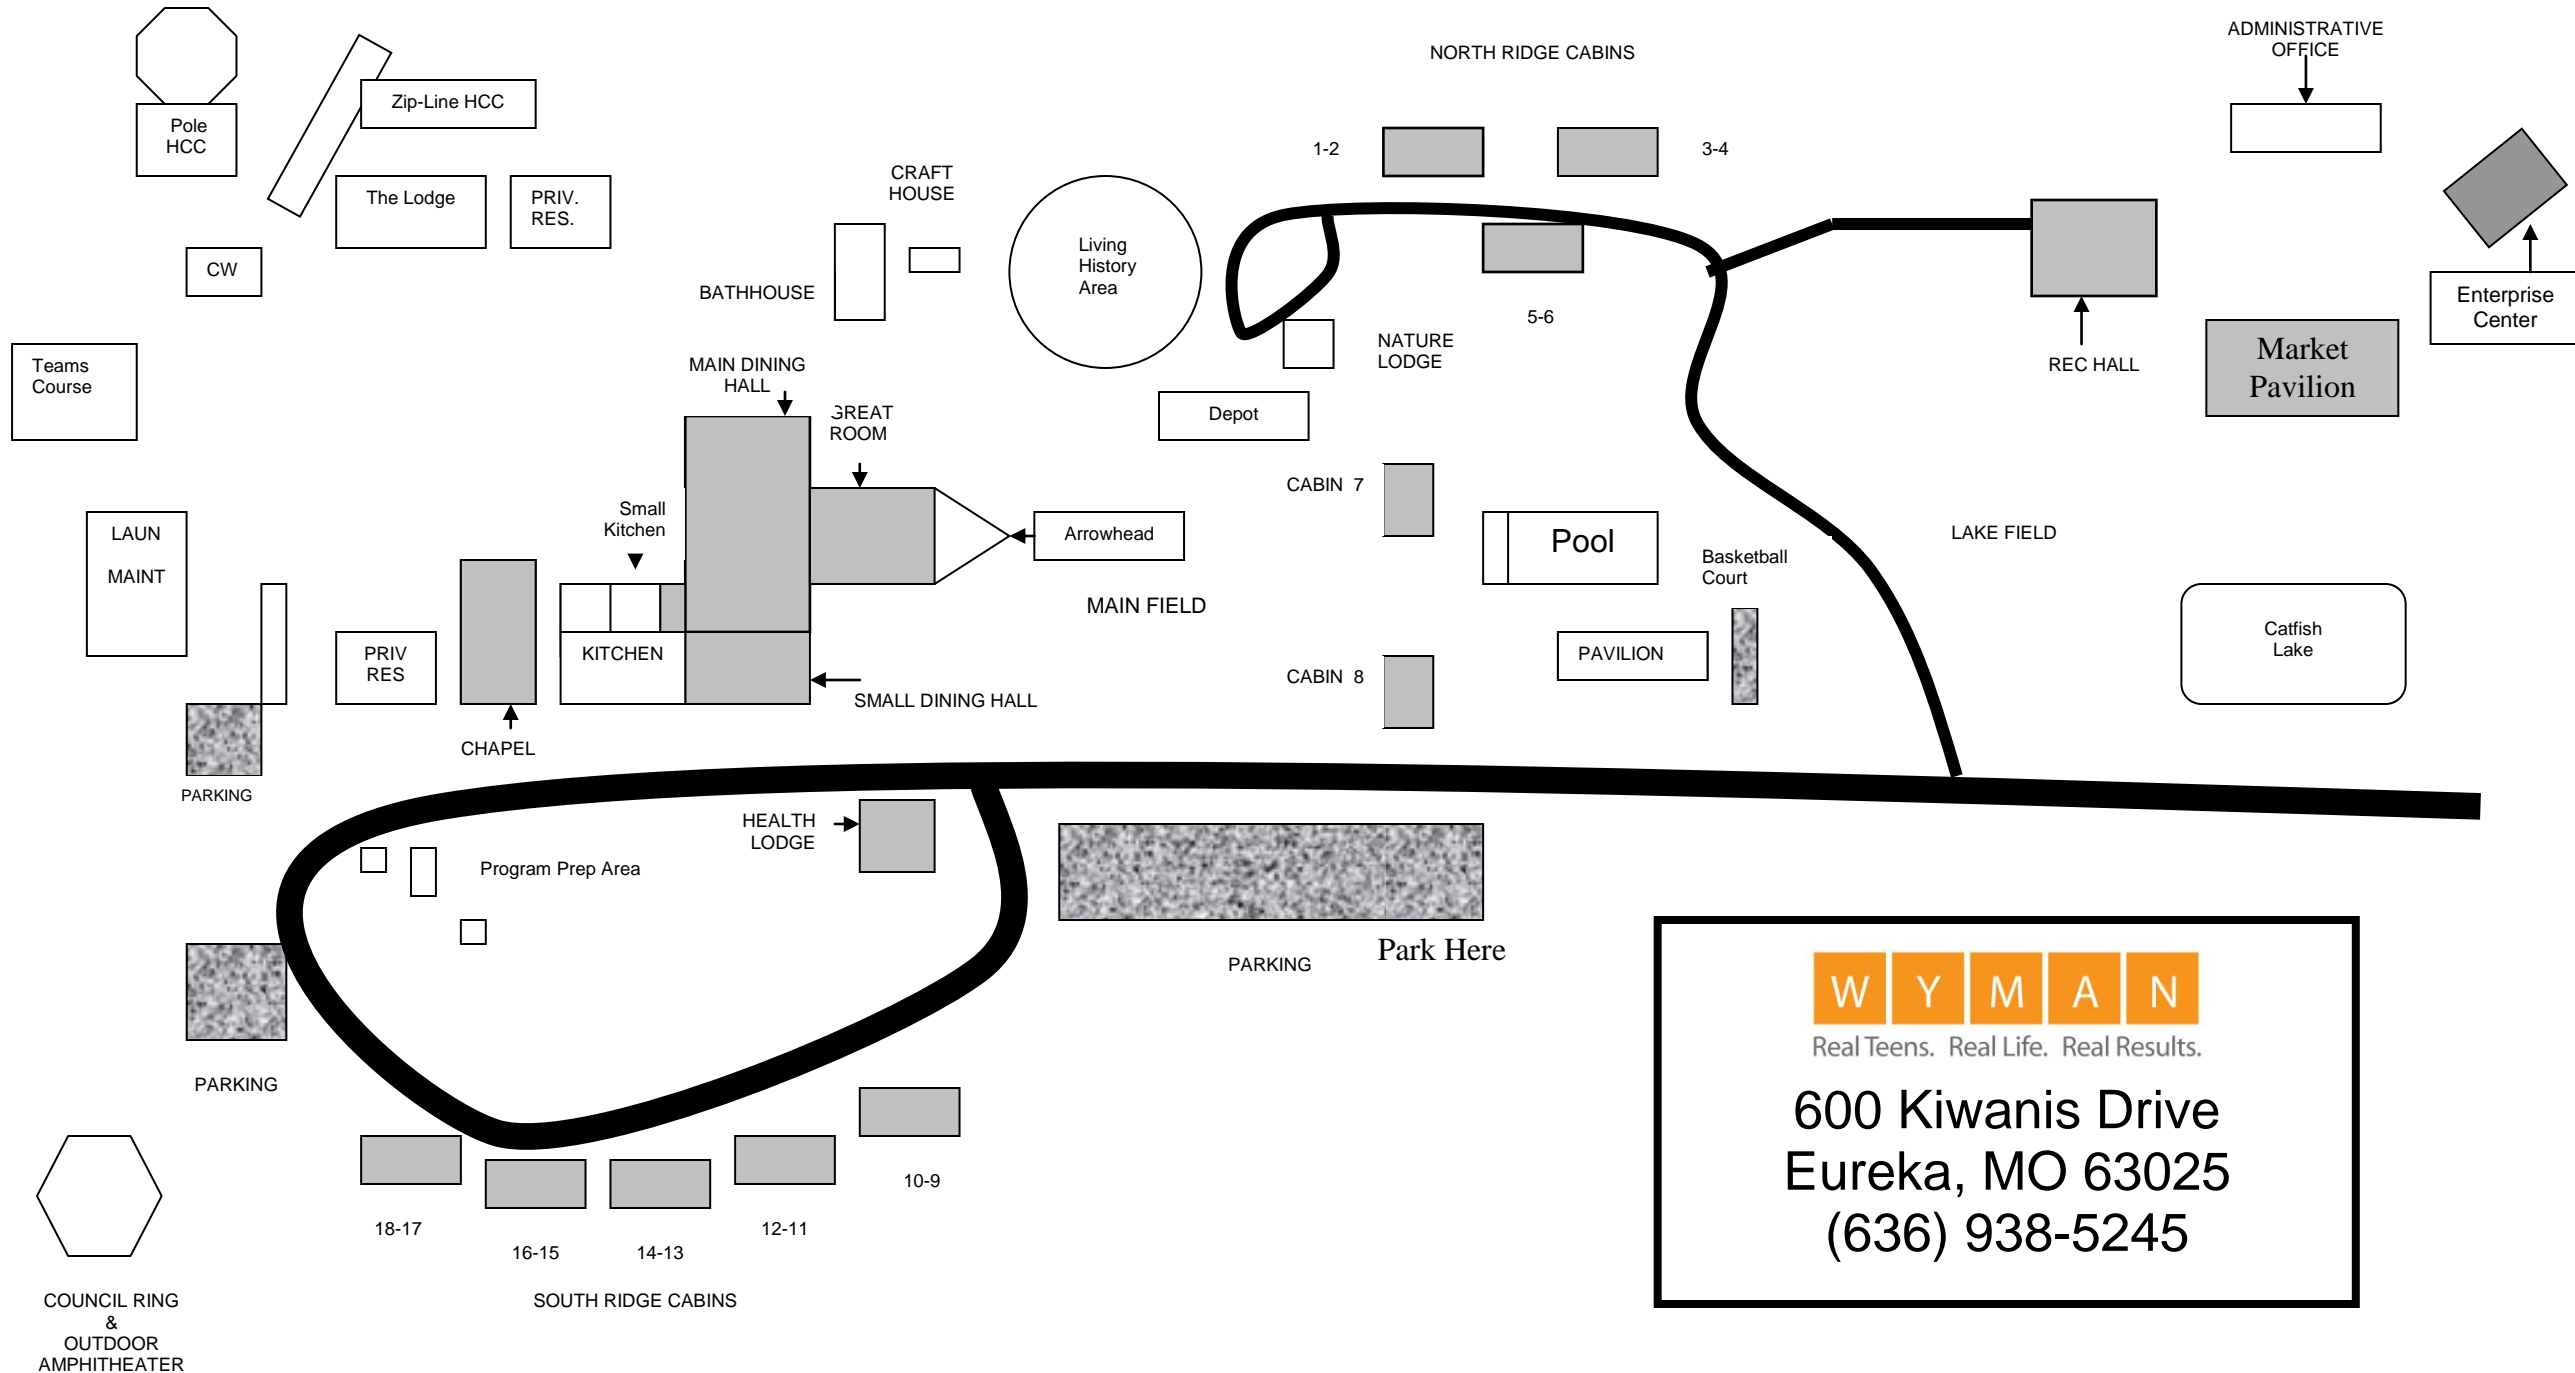 ADMINISTRATIVE
OFFICE
NORTH RIDGE CABINS
Zip-Line HCC
Pole
HCC
1-2
3-4
CRAFT
HOUSE
The Lodge
PRIV.
RES.
Living
History
Area
CW
BATHHOUSE
Enterprise
Center
5-6
NATURE
LODGE
REC HALL
Market
Pavilion
Teams
Course
MAIN DINING
HALL
GREAT
ROOM
Depot
CABIN 7
Small
Kitchen
LAUN
MAINT
Arrowhead
Pool
LAKE FIELD
Basketball
Court
MAIN FIELD
PRIV
RES
KITCHEN
PAVILION
Catfish
Lake
CABIN 8
SMALL DINING HALL
CHAPEL
PARKING
HEALTH
LODGE
Program Prep Area
PARKING
Park Here
PARKING
WYMAN
Real Teens. Real Life. Real Results.
600 Kiwanis Drive
Eureka, MO 63025
(636) 938-5245
10-9
18-17
12-11
16-15
14-13
SOUTH RIDGE CABINS
COUNCIL RING
&
OUTDOOR
AMPHITHEATER